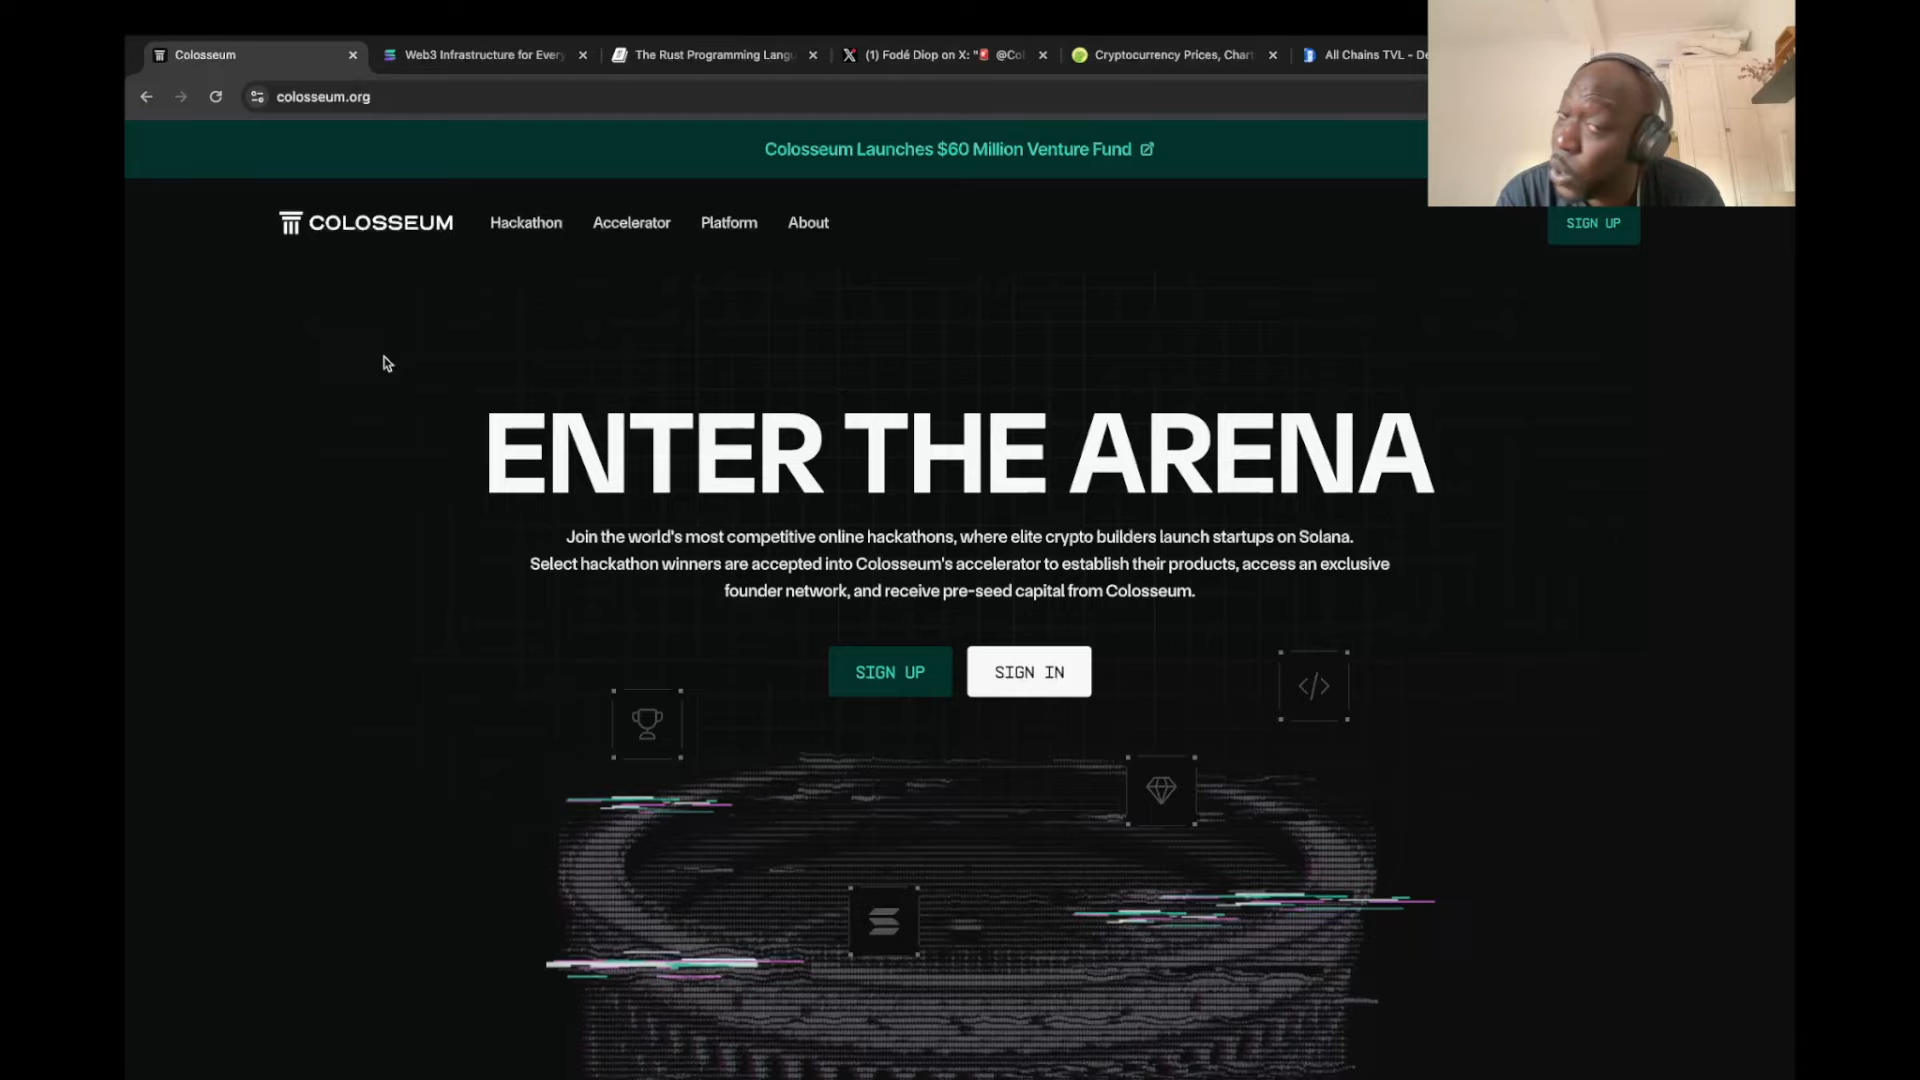 Colosseum
Web3 Infrastructure for Every
The Rust Programming Langu
(1) Fodé Diop on X: "🚨 @Col
Cryptocurrency Prices, Chart
All Chains TVL - De
colosseum.org
Colosseum Launches $60 Million Venture Fund
COLOSSEUM
Hackathon
Accelerator
Platform
About
SIGN UP
ENTER THE ARENA
Join the world's most competitive online hackathons, where elite crypto builders launch startups on Solana.
Select hackathon winners are accepted into Colosseum's accelerator to establish their products, access an exclusive
founder network, and receive pre-seed capital from Colosseum.
SIGN UP
SIGN IN